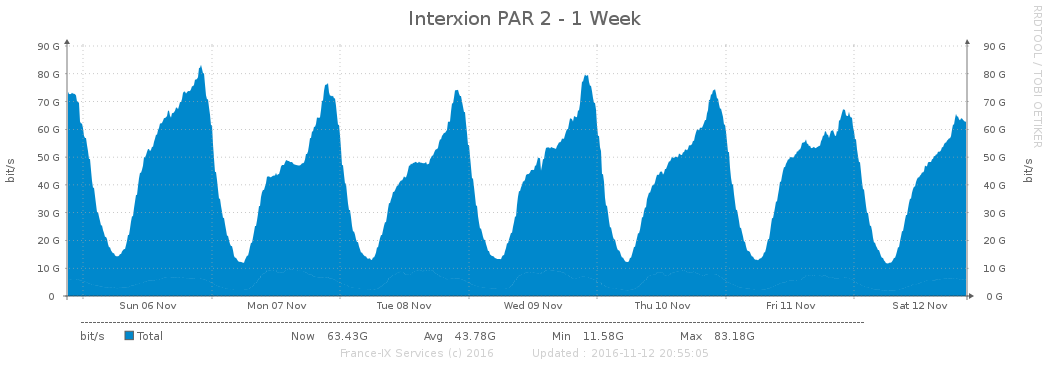 Interxion PAR 2 - 1 Week
RRDTOOL / TOBI OETIKER
90 G 90 G
80 G 80 G
70 G 70 G
60 G 60 G
50 G 50 G
40 G 40 G
30 G 30 G
20 G 20 G
10 G 10 G
0 0 G
bit/s
bit/s
Sun 06 Nov Mon 07 Nov Tue 08 Nov Wed 09 Nov Thu 10 Nov Fri 11 Nov Sat 12 Nov
bit/s Total Now 63.43G Avg 43.78G Min 11.58G Max 83.18G
France-IX Services (c) 2016 Updated : 2016-11-12 20:55:05